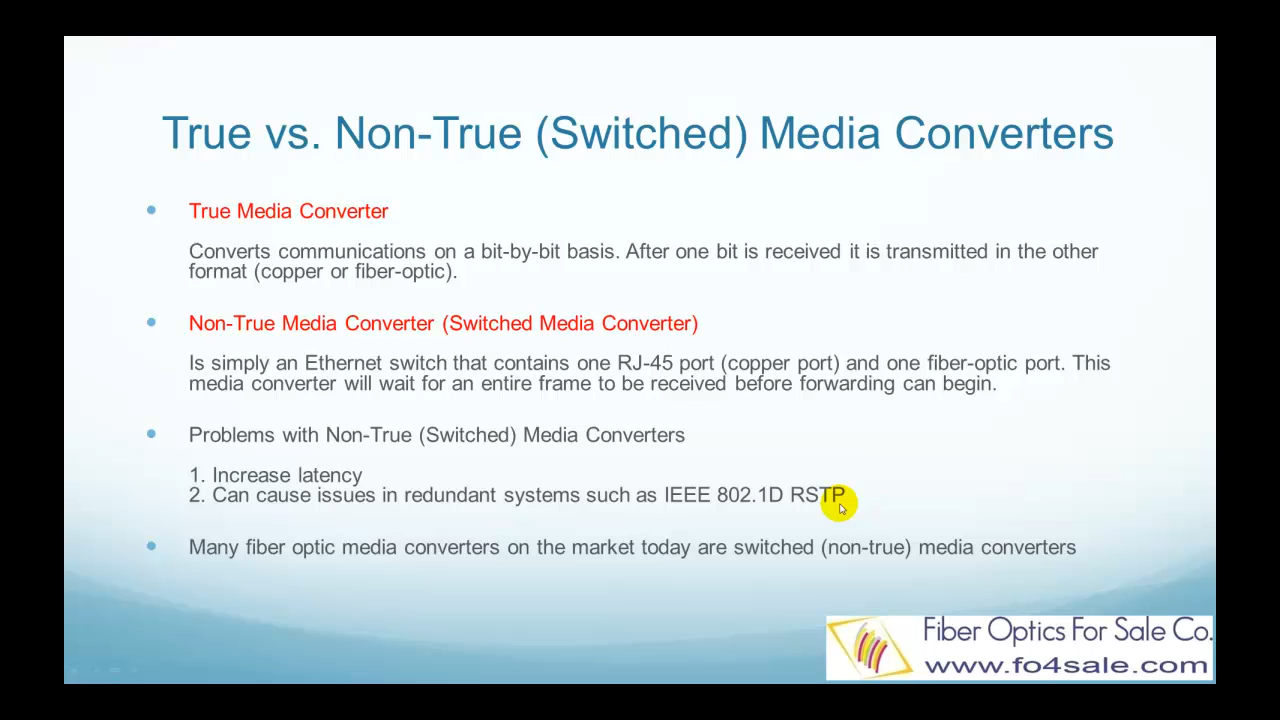 True vs. Non-True (Switched) Media Converters
True Media Converter
Converts communications on a bit-by-bit basis. After one bit is received it is transmitted in the other
format (copper or fiber-optic).
Non-True Media Converter (Switched Media Converter)
Is simply an Ethernet switch that contains one RJ-45 port (copper port) and one fiber-optic port. This
media converter will wait for an entire frame to be received before forwarding can begin.
Problems with Non-True (Switched) Media Converters
1. Increase latency
2. Can cause issues in redundant systems such as IEEE 802.1D RSTP
Many fiber optic media converters on the market today are switched (non-true) media converters
Fiber Optics For Sale Co.
www.fo4sale.com